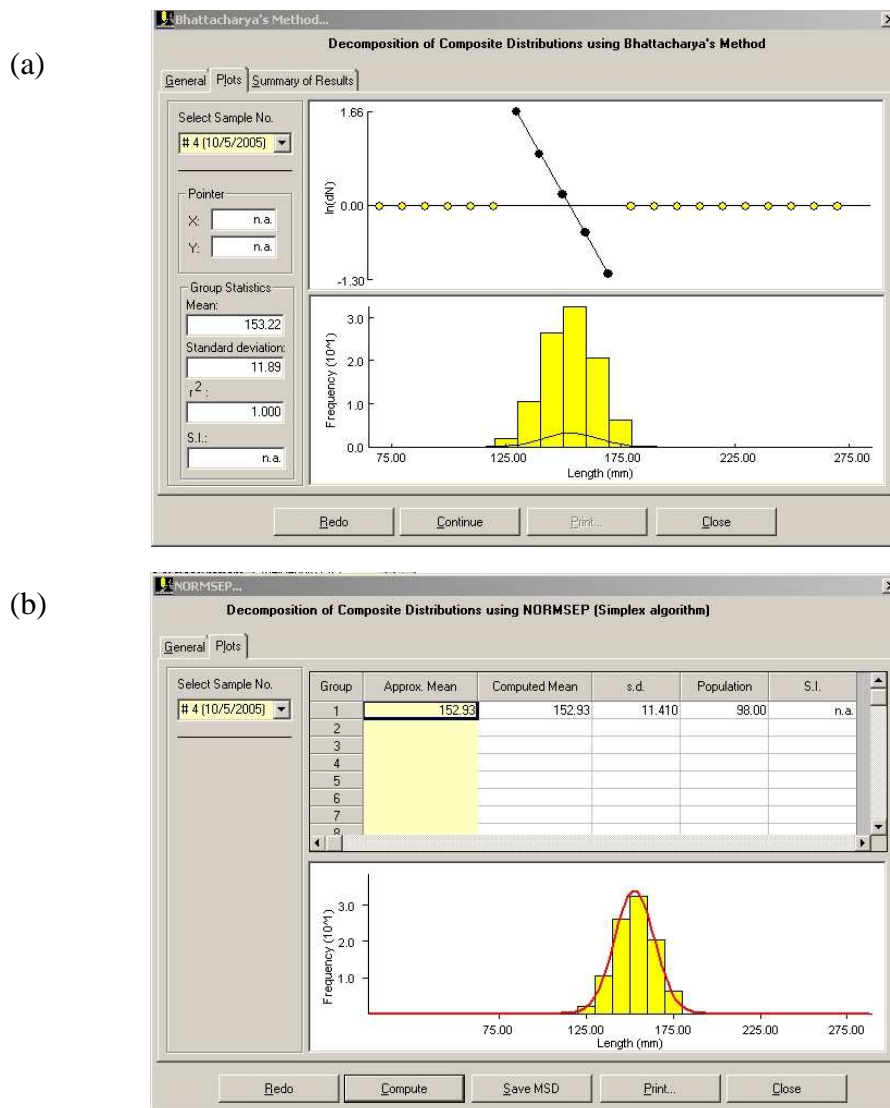 (a)
Bhattacharya's Method...
Decomposition of Composite Distributions using Bhattacharya's Method
General Plots Summary of Results
Select Sample No.
# 4 (10/5/2005)
Pointer
X: n.a.
Y: n.a.
Group Statistics
Mean:
153.22
Standard deviation:
11.89
r2 :
1.000
S.I.:
n.a.
1.66
0.00
-1.30
ln(dN)
3.0
2.0
1.0
0.0
Frequency (10^1)
75.00 125.00 175.00 225.00 275.00
Length (mm)
Redo Continue Print... Close
(b)
NORMSEP...
Decomposition of Composite Distributions using NORMSEP (Simplex algorithm)
General Plots
Select Sample No.
# 4 (10/5/2005)
Group Approx. Mean Computed Mean s.d. Population S.I.
1 152.93 152.93 11.410 98.00 n.a.
2
3
4
5
6
7
8
3.0
2.0
1.0
Frequency (10^1)
75.00 125.00 175.00 225.00 275.00
Length (mm)
Redo Compute Save MSD Print... Close